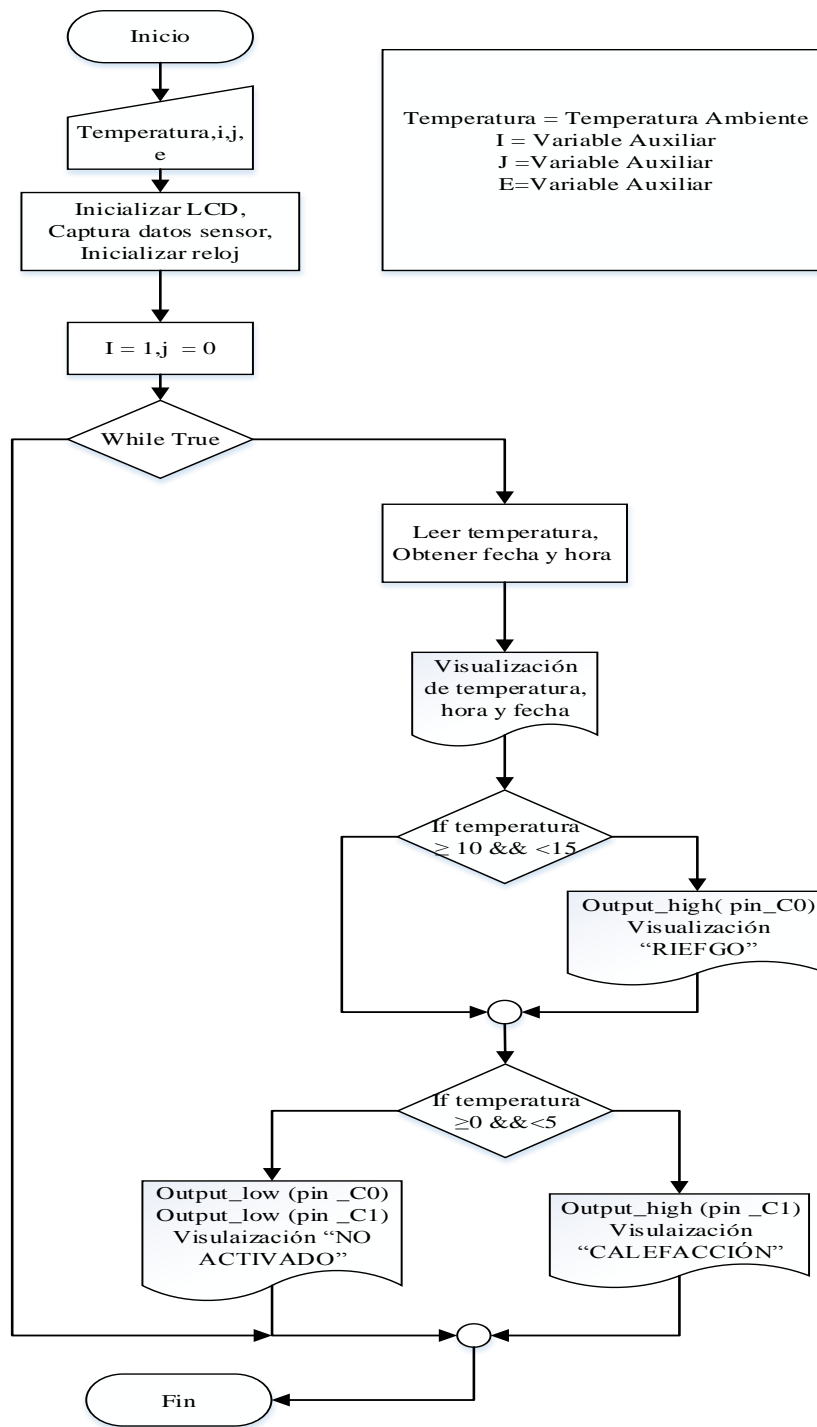 Inicio
Temperatura,i,j,
e
Inicializar LCD,
Captura datos sensor,
Inicializar reloj
I = 1,j  = 0
While True
Temperatura = Temperatura Ambiente
I = Variable Auxiliar
J =Variable Auxiliar
E=Variable Auxiliar
Leer temperatura,
Obtener fecha y hora
Visualización
de temperatura,
hora y fecha
If temperatura
≥ 10 && <15
Output_high( pin_C0)
Visualización
“RIEFGO”
If temperatura
≥0 &&<5
Output_low (pin _C0)
Output_low (pin _C1)
Visulaización “NO
ACTIVADO”
Output_high (pin _C1)
Visulaización
“CALEFACCIÓN”
Fin